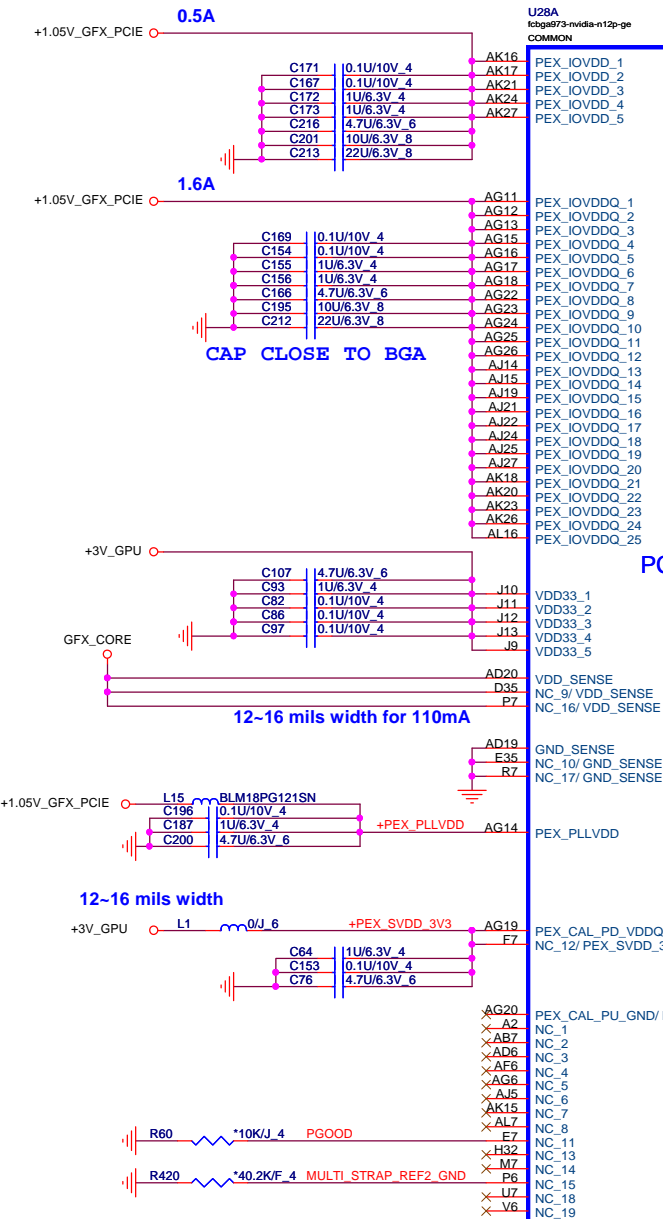 U28A
fcbga973-nvidia-n12p-ge
COMMON
0.5A
+1.05V_GFX_PCIE
AK16 PEX_IOVDD_1
AK17 PEX_IOVDD_2
AK21 PEX_IOVDD_3
AK24 PEX_IOVDD_4
AK27 PEX_IOVDD_5
C171 0.1U/10V_4
C167 0.1U/10V_4
C172 1U/6.3V_4
C173 1U/6.3V_4
C216 4.7U/6.3V_6
C201 10U/6.3V_8
C213 22U/6.3V_8
1.6A
+1.05V_GFX_PCIE
AG11 PEX_IOVDDQ_1
AG12 PEX_IOVDDQ_2
AG13 PEX_IOVDDQ_3
AG15 PEX_IOVDDQ_4
AG16 PEX_IOVDDQ_5
AG17 PEX_IOVDDQ_6
AG18 PEX_IOVDDQ_7
AG22 PEX_IOVDDQ_8
AG23 PEX_IOVDDQ_9
AG24 PEX_IOVDDQ_10
AG25 PEX_IOVDDQ_11
AG26 PEX_IOVDDQ_12
AJ14 PEX_IOVDDQ_13
AJ15 PEX_IOVDDQ_14
AJ19 PEX_IOVDDQ_15
AJ21 PEX_IOVDDQ_16
AJ22 PEX_IOVDDQ_17
AJ24 PEX_IOVDDQ_18
AJ25 PEX_IOVDDQ_19
AJ27 PEX_IOVDDQ_20
AK18 PEX_IOVDDQ_21
AK20 PEX_IOVDDQ_22
AK23 PEX_IOVDDQ_23
AK26 PEX_IOVDDQ_24
AL16 PEX_IOVDDQ_25
C169 0.1U/10V_4
C154 0.1U/10V_4
C155 1U/6.3V_4
C156 1U/6.3V_4
C166 4.7U/6.3V_6
C195 10U/6.3V_8
C212 22U/6.3V_8
CAP CLOSE TO BGA
+3V_GPU
PC
C107 4.7U/6.3V_6
C93 1U/6.3V_4
C82 0.1U/10V_4
C86 0.1U/10V_4
C97 0.1U/10V_4
J10 VDD33_1
J11 VDD33_2
J12 VDD33_3
J13 VDD33_4
J9 VDD33_5
GFX_CORE
AD20 VDD_SENSE
D35 NC_9/ VDD_SENSE
P7 NC_16/ VDD_SENSE
12~16 mils width for 110mA
AD19 GND_SENSE
E35 NC_10/ GND_SENSE
R7 NC_17/ GND_SENSE
+1.05V_GFX_PCIE L15 BLM18PG121SN
C196 0.1U/10V_4
C187 1U/6.3V_4
C200 4.7U/6.3V_6
+PEX_PLLVDD AG14 PEX_PLLVDD
12~16 mils width
+3V_GPU L1 0/J_6 +PEX_SVDD_3V3 AG19 PEX_CAL_PD_VDDQ
F7 NC_12/ PEX_SVDD_3
C64 1U/6.3V_4
C153 0.1U/10V_4
C76 4.7U/6.3V_6
AG20 PEX_CAL_PU_GND/
A2 NC_1
AB7 NC_2
AD6 NC_3
AF6 NC_4
AG6 NC_5
AJ5 NC_6
AK15 NC_7
AL7 NC_8
R60 *10K/J_4 PGOOD E7 NC_11
H32 NC_13
M7 NC_14
R420 *40.2K/F_4 MULTI_STRAP_REF2_GND P6 NC_15
U7 NC_18
V6 NC_19